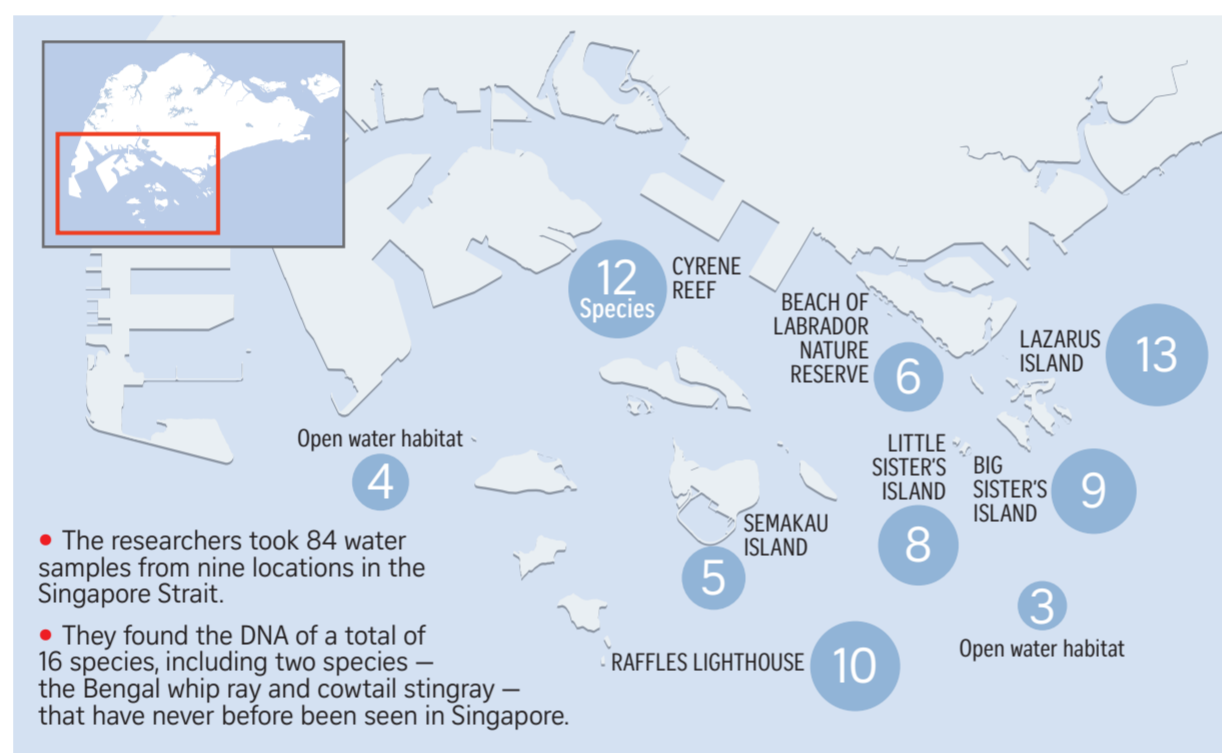 12
Species
CYRENE
REEF
BEACH OF
LABRADOR
NATURE
RESERVE
6
LAZARUS
ISLAND
13
Open water habitat
4
LITTLE
SISTER'S
ISLAND
8
BIG
SISTER'S
ISLAND
9
SEMAKAU
ISLAND
5
3
Open water habitat
RAFFLES LIGHTHOUSE
10
• The researchers took 84 water
samples from nine locations in the
Singapore Strait.
• They found the DNA of a total of
16 species, including two species –
the Bengal whip ray and cowtail stingray –
that have never before been seen in Singapore.